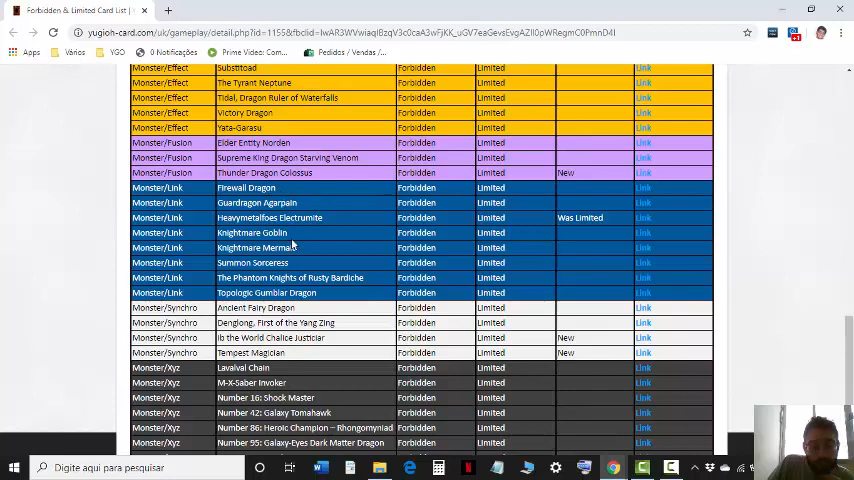 Forbidden & Limited Card List |
yugioh-card.com/uk/gameplay/detail.php?id=1155&fbclid=IwAR3WVwiaqI8zqV3c0caA3wFjKK_uGV7eaGevsEvgAZIl0pWRegmC0PmnD4I
Apps Vários YGO 0 Notificações Prime Video: Com... Pedidos / Vendas /...
Monster/Effect Substitoad Forbidden Limited Link
Monster/Effect The Tyrant Neptune Forbidden Limited Link
Monster/Effect Tidal, Dragon Ruler of Waterfalls Forbidden Limited Link
Monster/Effect Victory Dragon Forbidden Limited Link
Monster/Effect Yata-Garasu Forbidden Limited Link
Monster/Fusion Elder Entity Norden Forbidden Limited Link
Monster/Fusion Supreme King Dragon Starving Venom Forbidden Limited Link
Monster/Fusion Thunder Dragon Colossus Forbidden Limited New Link
Monster/Link Firewall Dragon Forbidden Limited Link
Monster/Link Guardragon Agarpain Forbidden Limited Link
Monster/Link Heavymetalfoes Electrumite Forbidden Limited Was Limited Link
Monster/Link Knightmare Goblin Forbidden Limited Link
Monster/Link Knightmare Mermaid Forbidden Limited Link
Monster/Link Summon Sorceress Forbidden Limited Link
Monster/Link The Phantom Knights of Rusty Bardiche Forbidden Limited Link
Monster/Link Topologic Gumblar Dragon Forbidden Limited Link
Monster/Synchro Ancient Fairy Dragon Forbidden Limited Link
Monster/Synchro Denglong, First of the Yang Zing Forbidden Limited Link
Monster/Synchro Ib the World Chalice Justiciar Forbidden Limited New Link
Monster/Synchro Tempest Magician Forbidden Limited New Link
Monster/Xyz Lavalval Chain Forbidden Limited Link
Monster/Xyz M-X-Saber Invoker Forbidden Limited Link
Monster/Xyz Number 16: Shock Master Forbidden Limited Link
Monster/Xyz Number 42: Galaxy Tomahawk Forbidden Limited Link
Monster/Xyz Number 86: Heroic Champion - Rhongomyniad Forbidden Limited Link
Monster/Xyz Number 95: Galaxy-Eyes Dark Matter Dragon Forbidden Limited Link
Digite aqui para pesquisar